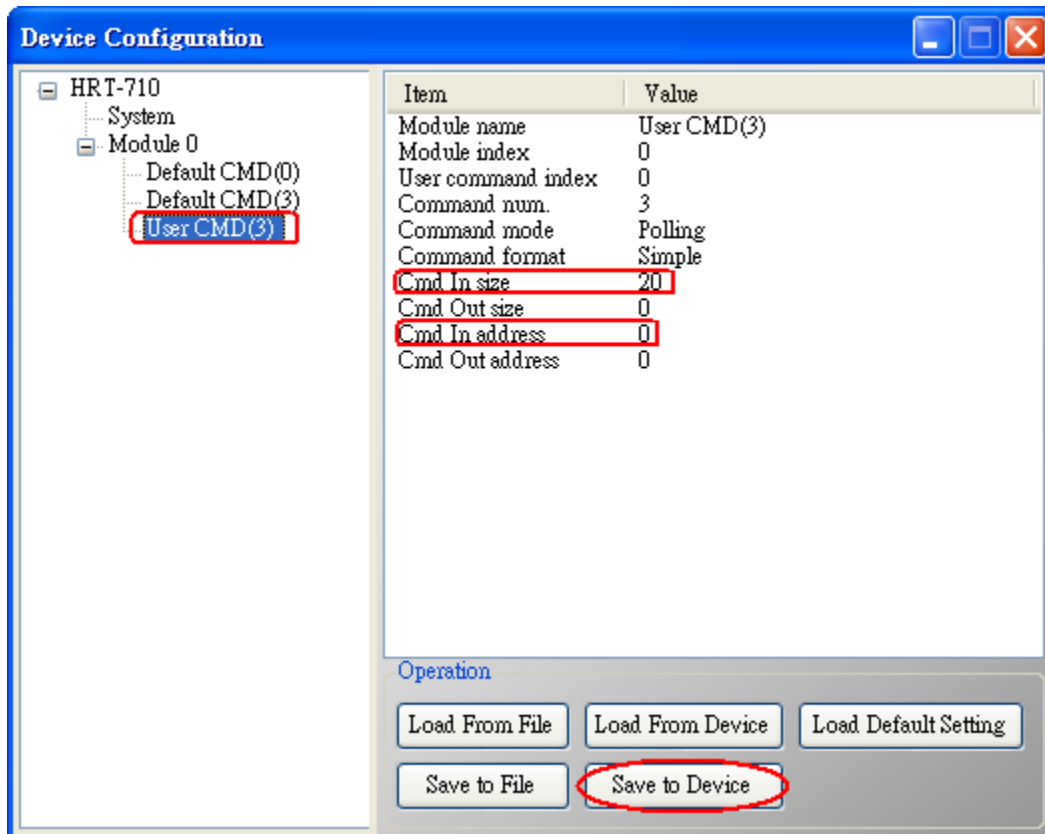 Device Configuration
HRT-710
System
Module 0
Default CMD(0)
Default CMD(3)
User CMD(3)
Item Value
Module name User CMD(3)
Module index 0
User command index 0
Command num. 3
Command mode Polling
Command format Simple
Cmd In size 20
Cmd Out size 0
Cmd In address 0
Cmd Out address 0
Operation
Load From File Load From Device Load Default Setting
Save to File Save to Device